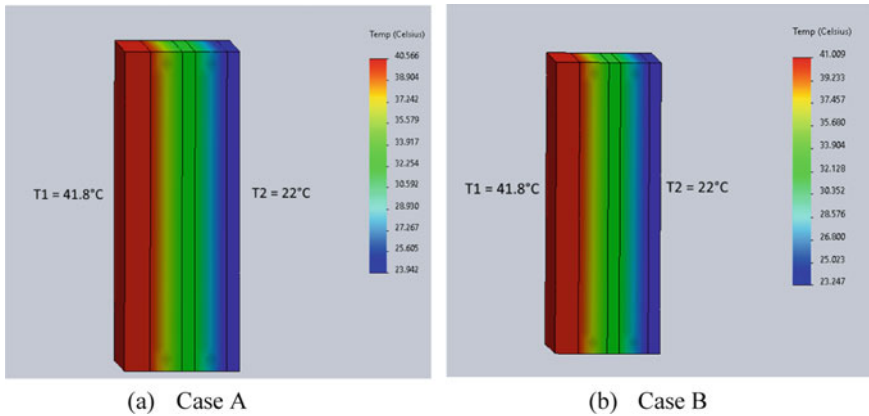 Temp (Celsius)
40.566
38.904
37.242
35.579
33.917
32.254
30.592
28.930
27.267
25.605
23.942
T1 = 41.8°C
T2 = 22°C
(a) Case A
Temp (Celsius)
41.009
39.233
37.457
35.680
33.904
32.128
30.352
28.576
26.800
25.023
23.247
T1 = 41.8°C
T2 = 22°C
(b) Case B